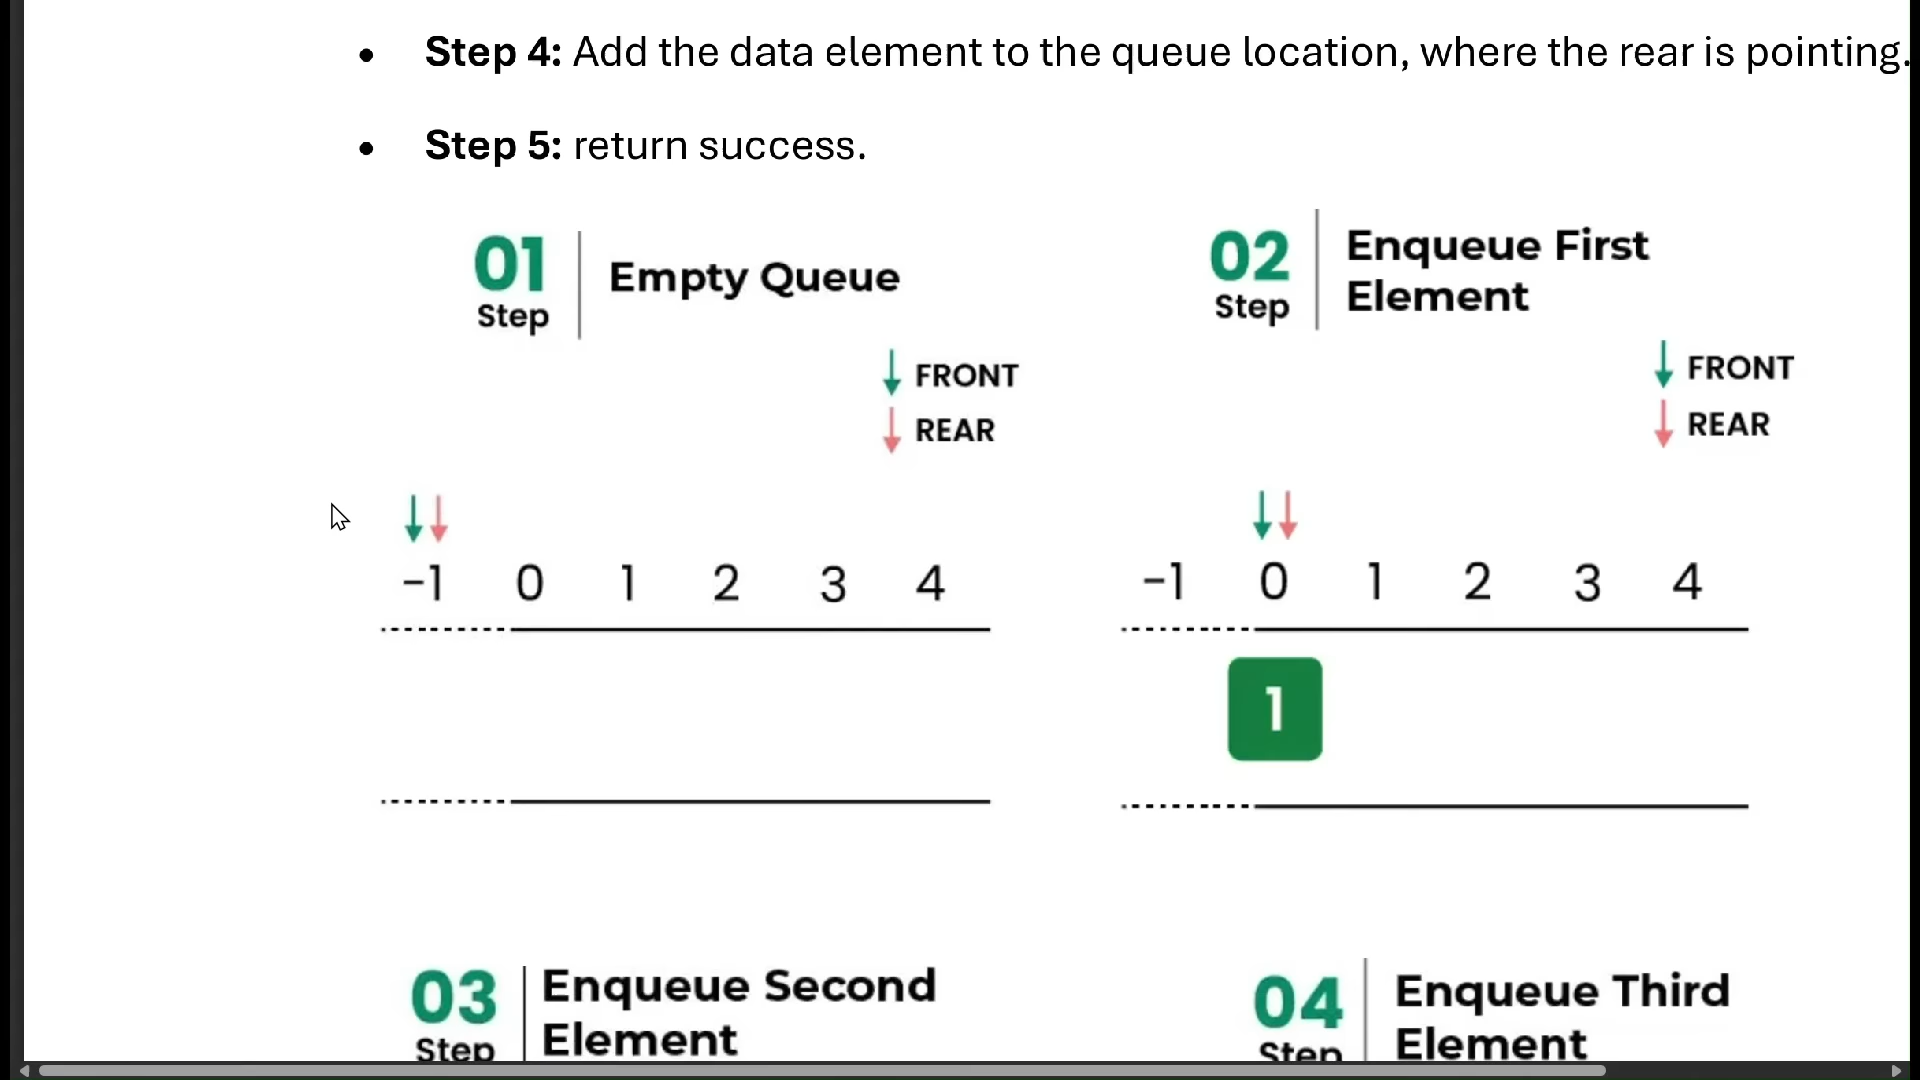 • Step 4: Add the data element to the queue location, where the rear is pointing.
• Step 5: return success.
01 Step
Empty Queue
FRONT
REAR
-1 0 1 2 3 4
02 Step
Enqueue First
Element
FRONT
REAR
-1 0 1 2 3 4
1
03 Step
Enqueue Second
Element
04 Step
Enqueue Third
Element